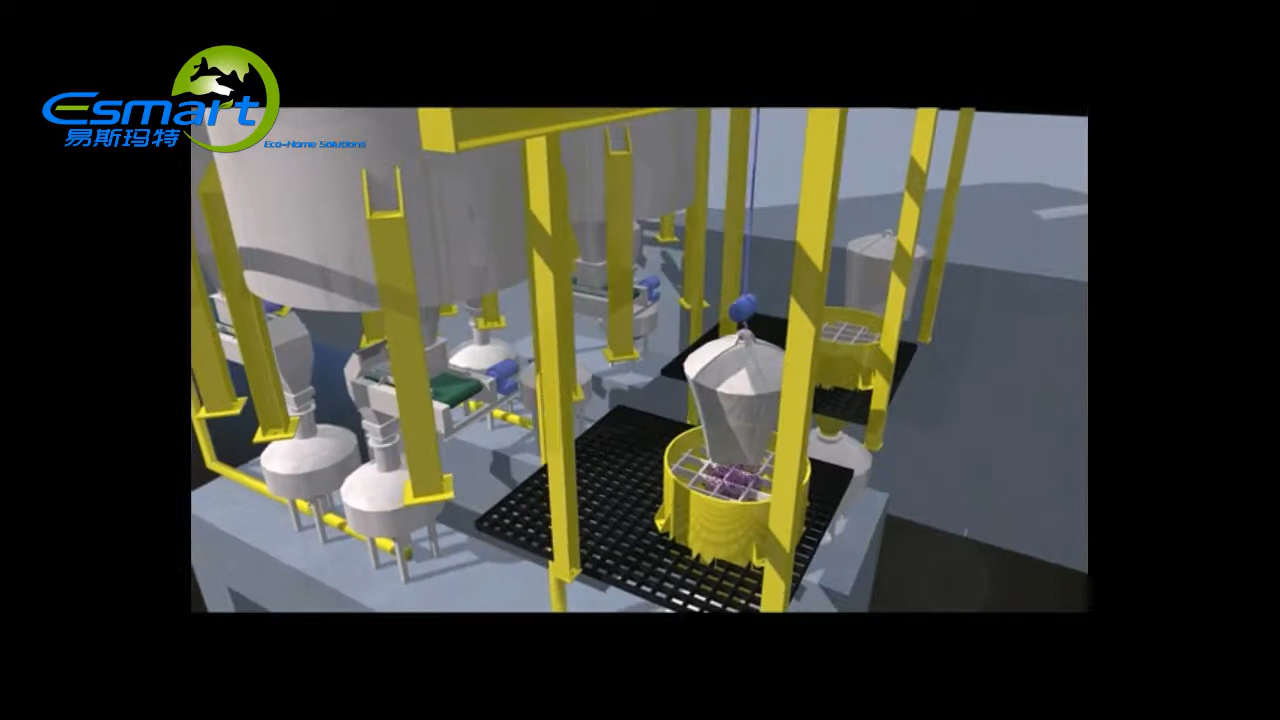 Esmart
易斯玛特
Eco-Home Solutions